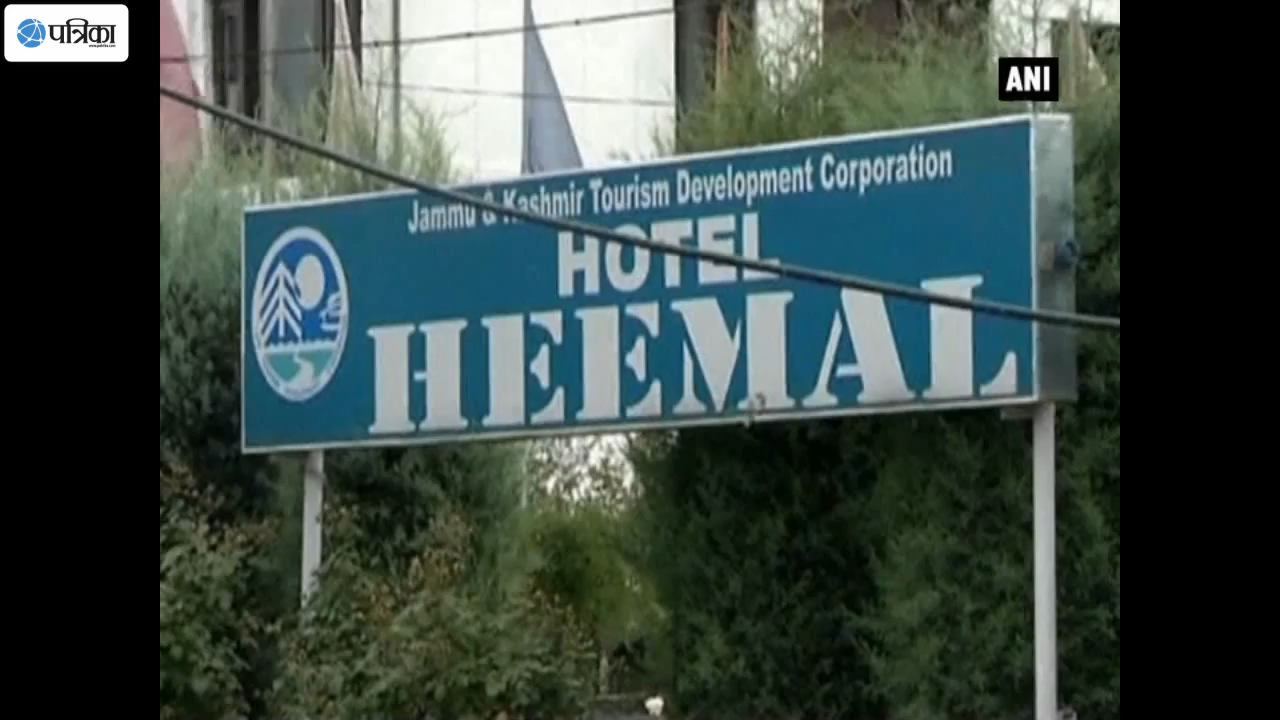 पत्रिका
ANI
Jammu & Kashmir Tourism Development Corporation
HOTEL
HEEMAL